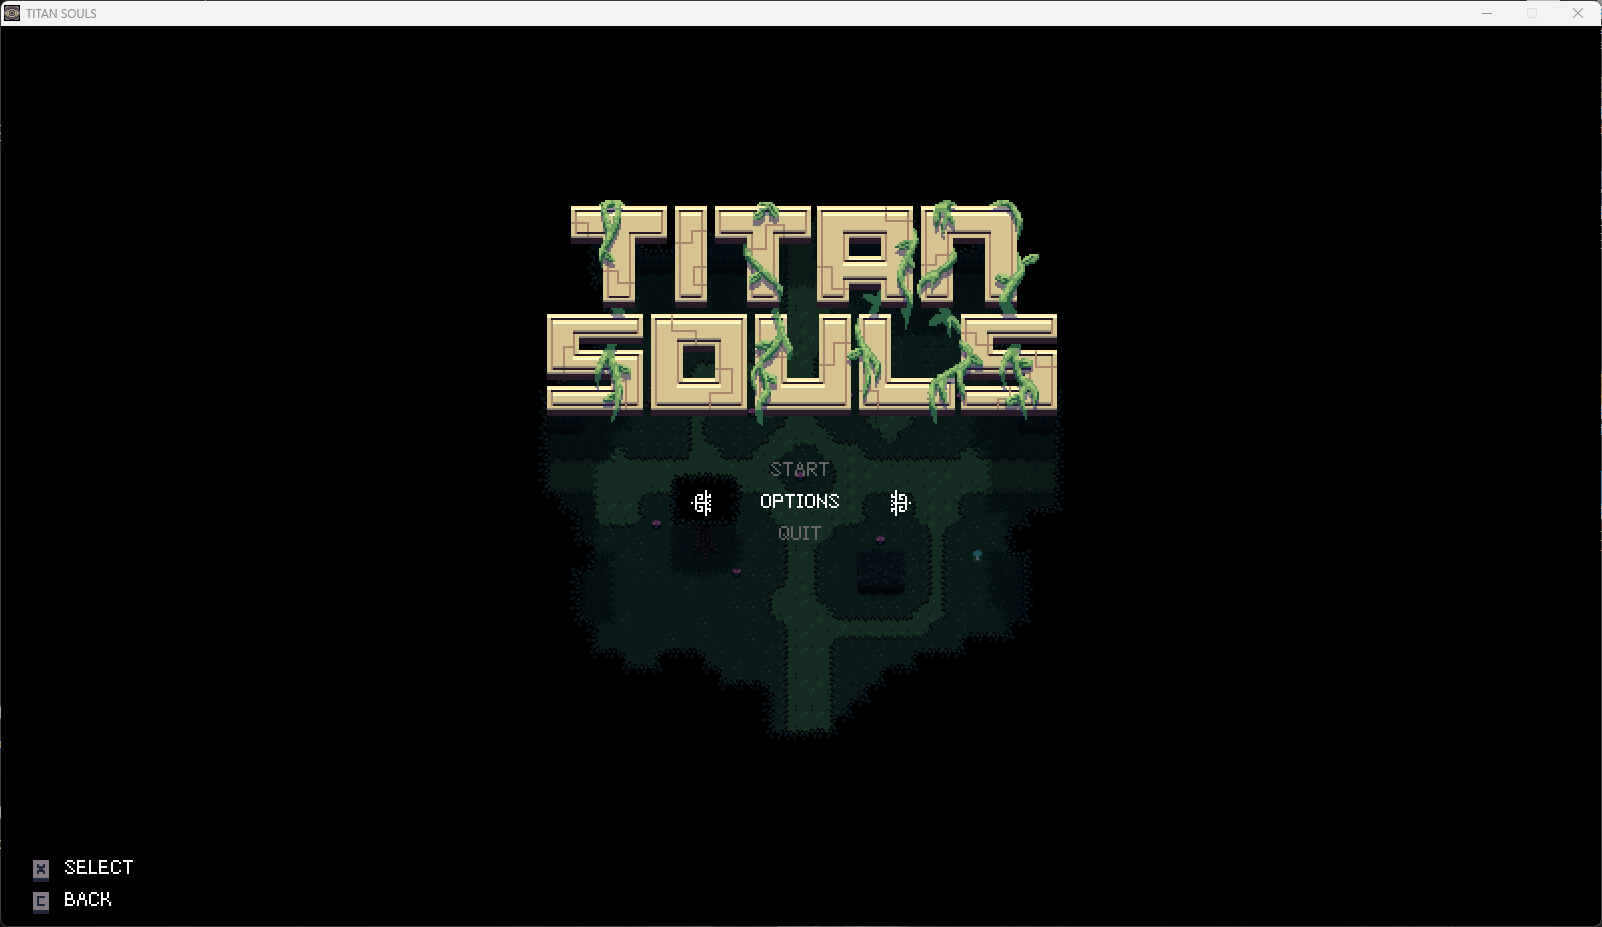 TITAN SOULS
TITAN
SOULS
START
OPTIONS
QUIT
X SELECT
C BACK